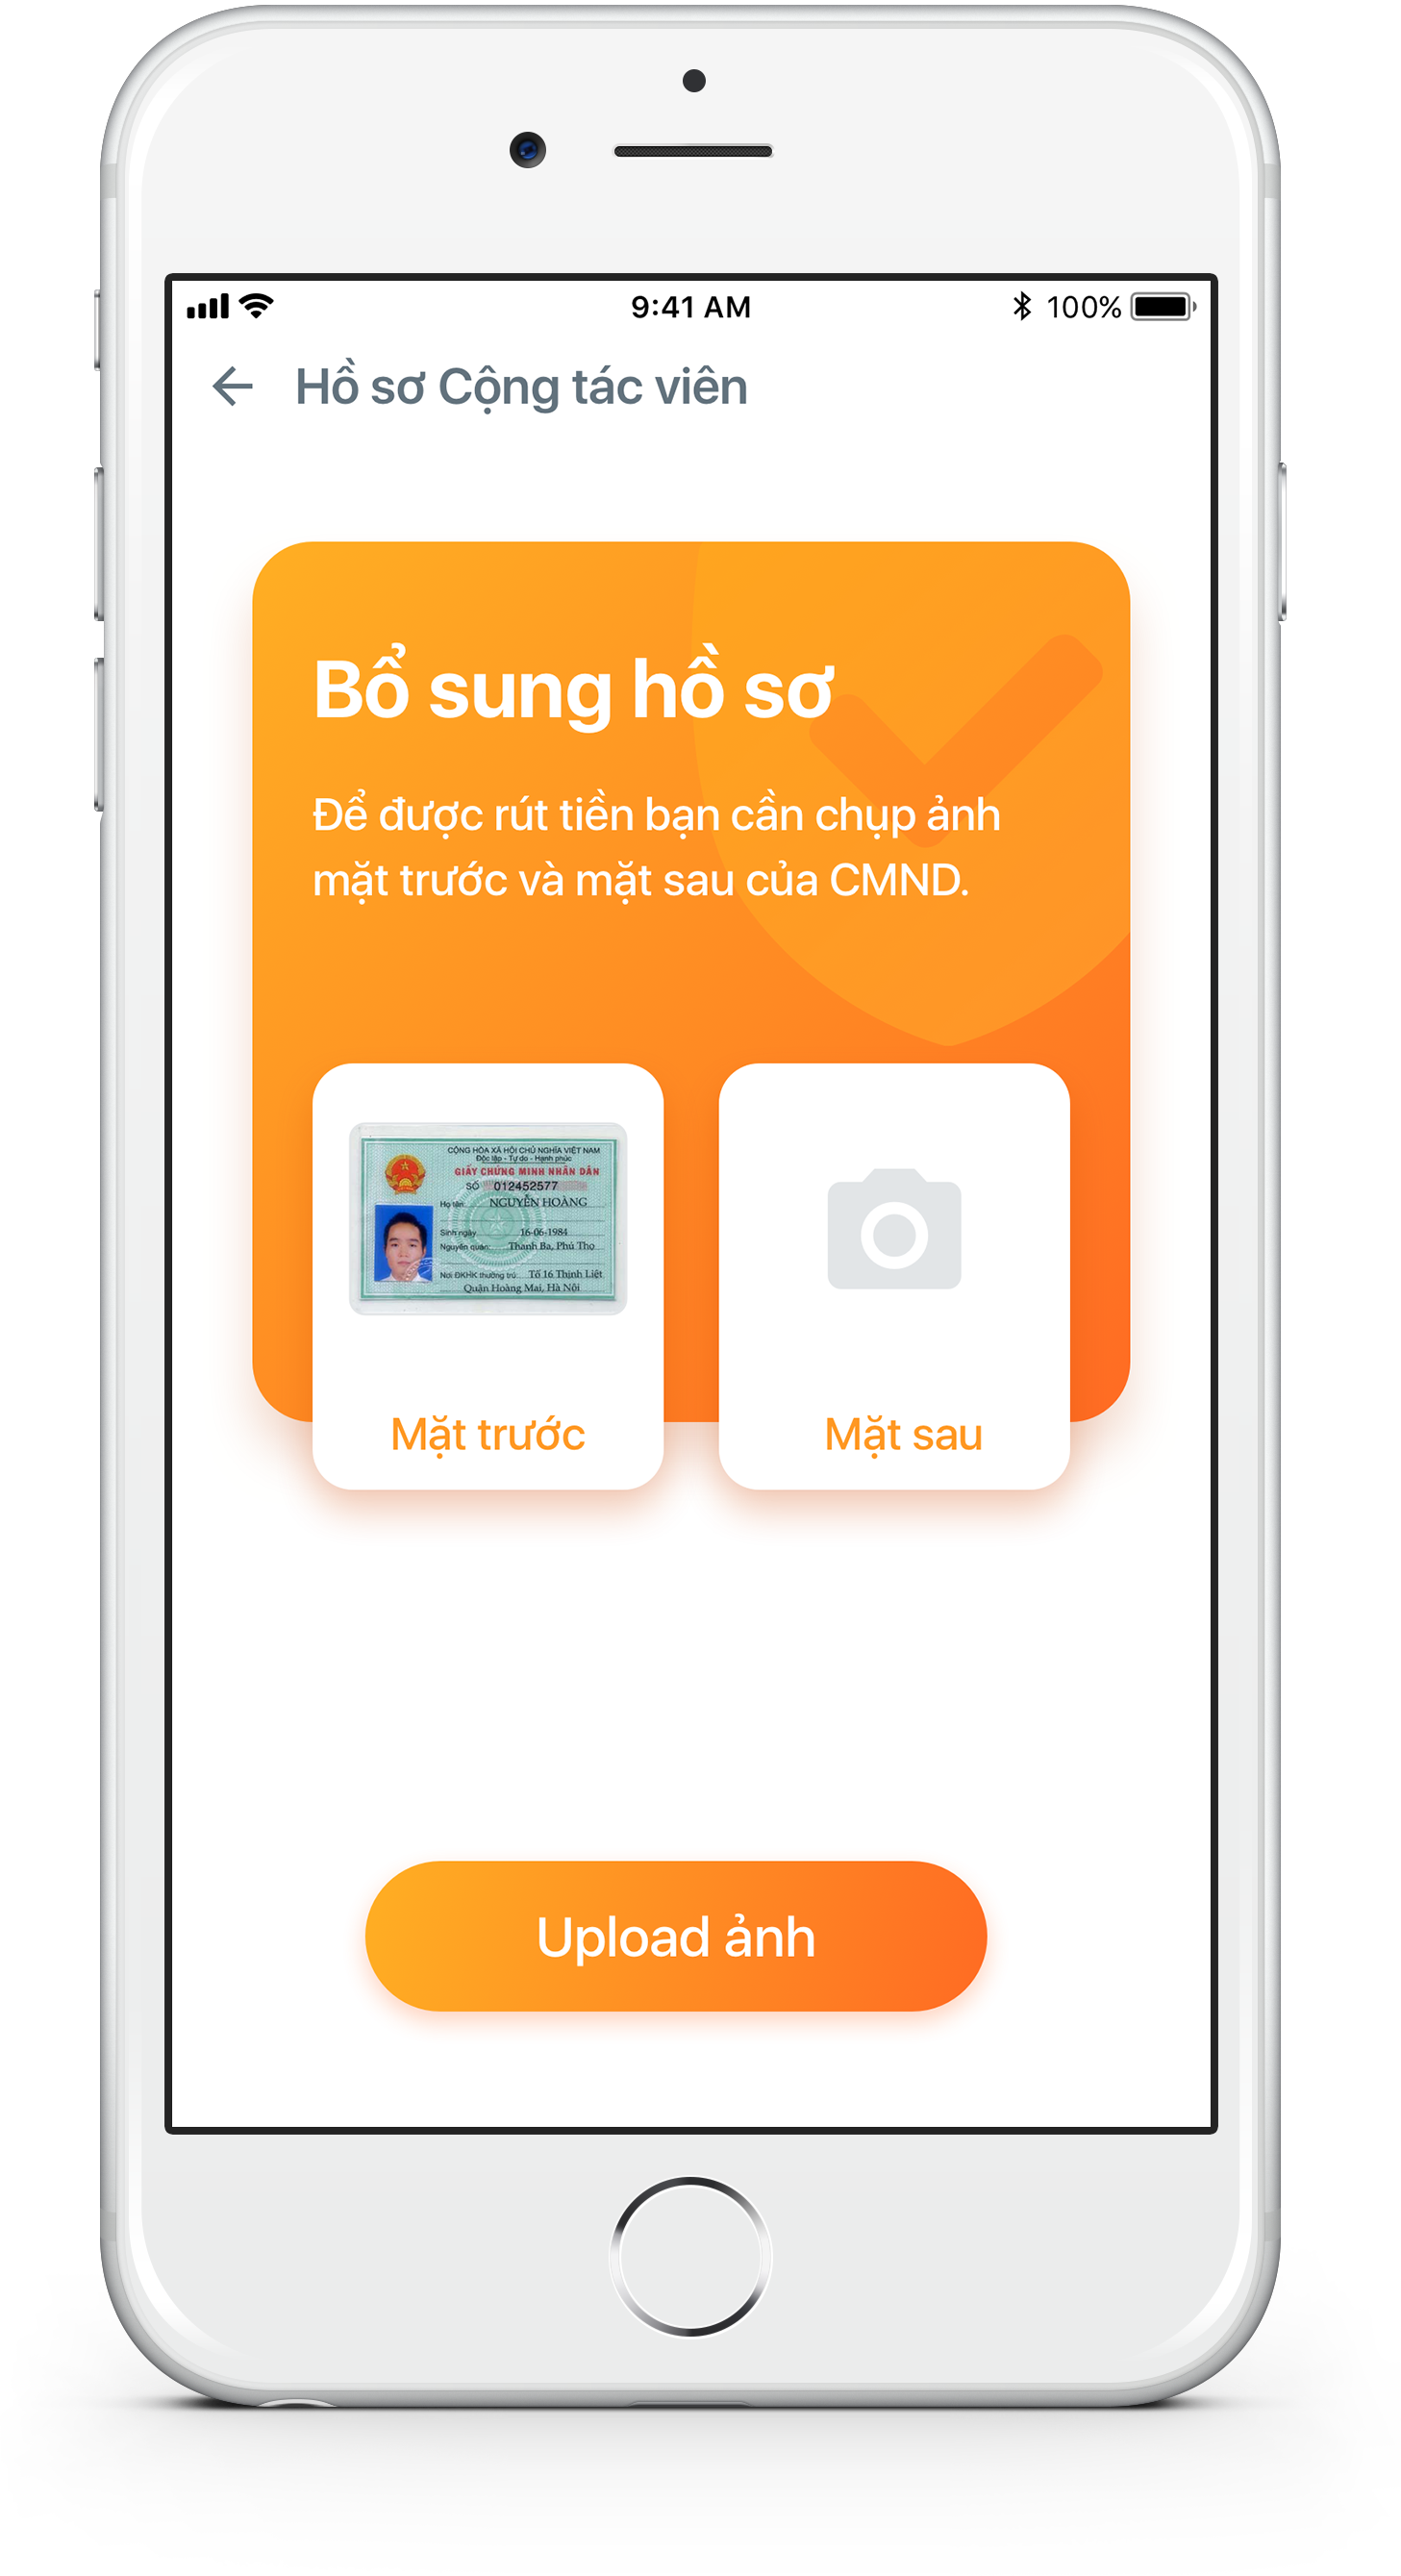 9:41 AM
100%
Hồ sơ Cộng tác viên
Bổ sung hồ sơ
Để được rút tiền bạn cần chụp ảnh
mặt trước và mặt sau của CMND.
CỘNG HÒA XÃ HỘI CHỦ NGHĨA VIỆT NAM
Độc lập - Tự do - Hạnh phúc
GIẤY CHỨNG MINH NHÂN DÂN
SỐ 012452577
Họ tên NGUYỄN HOÀNG
Sinh ngày 16-06-1984
Nguyên quán: Thanh Ba, Phú Thọ
Nơi ĐKHK thường trú: Tổ 16 Thịnh Liệt
Quận Hoàng Mai, Hà Nội
Mặt trước
Mặt sau
Upload ảnh